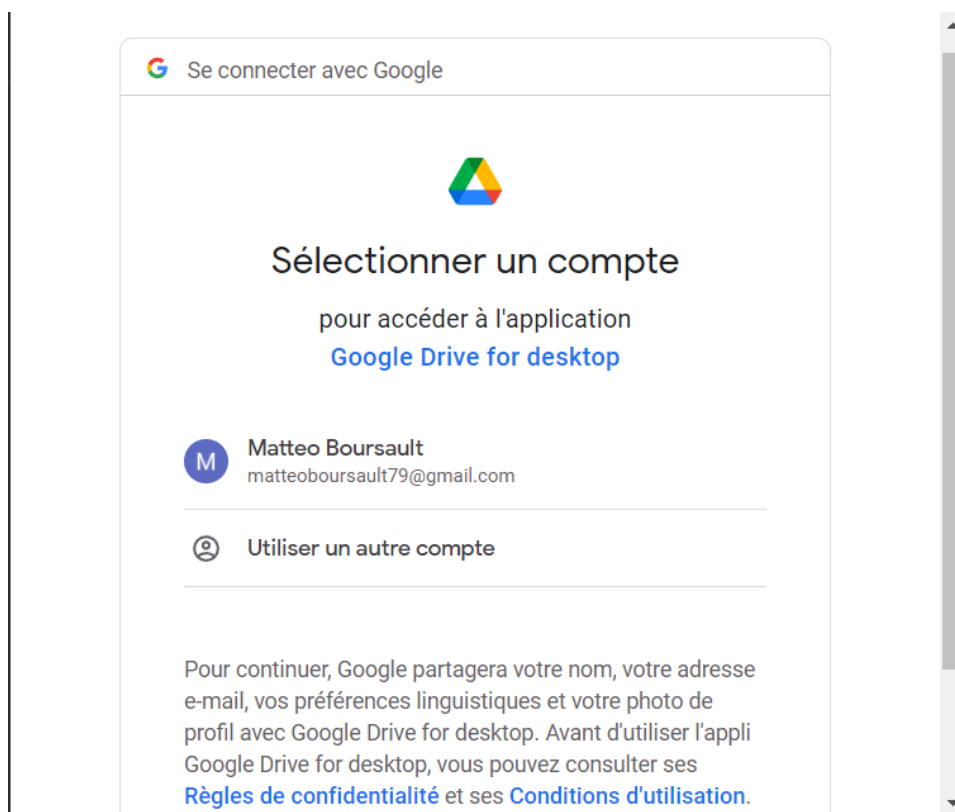 Se connecter avec Google
Sélectionner un compte
pour accéder à l'application
Google Drive for desktop
M
Matteo Boursault
matteoboursault79@gmail.com
Utiliser un autre compte
Pour continuer, Google partagera votre nom, votre adresse
e-mail, vos préférences linguistiques et votre photo de
profil avec Google Drive for desktop. Avant d'utiliser l'appli
Google Drive for desktop, vous pouvez consulter ses
Règles de confidentialité et ses Conditions d'utilisation.